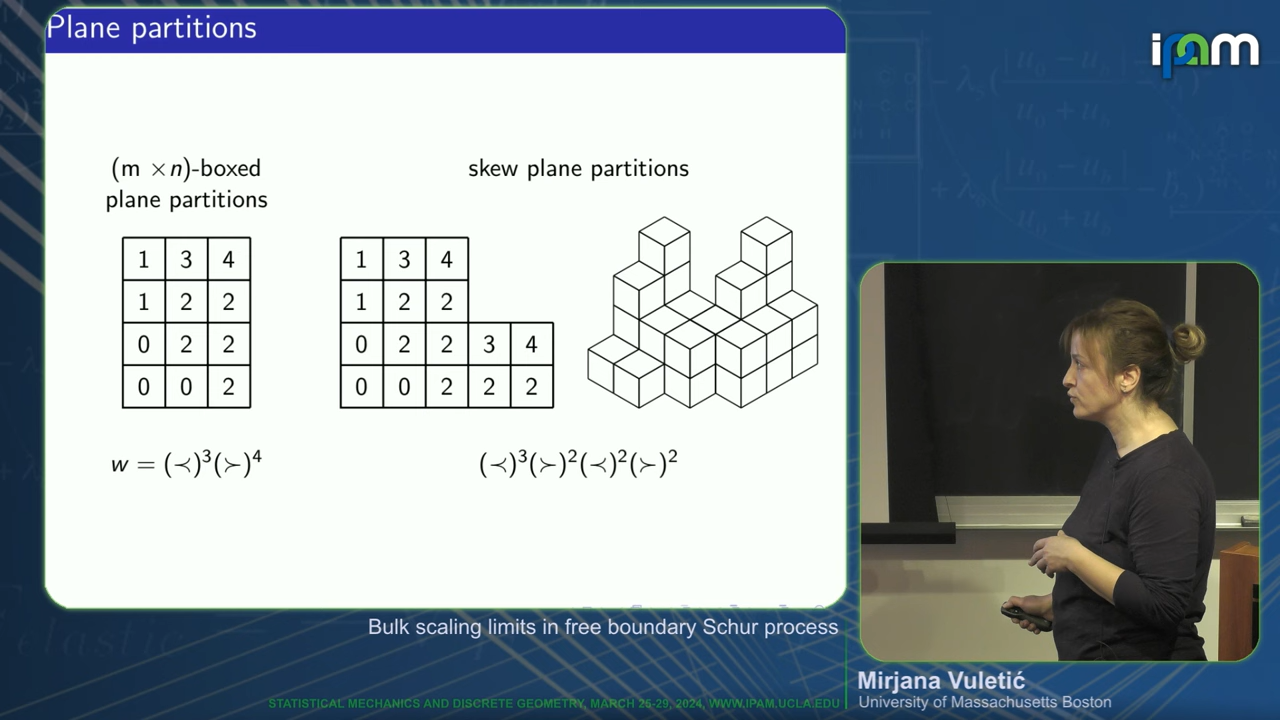 Plane partitions
ipam
(m ×n)-boxed
plane partitions
skew plane partitions
1 3 4
1 2 2
0 2 2
0 0 2
1 3 4
1 2 2
0 2 2 3 4
0 0 2 2 2
w = (≺)³(≻)⁴
(≺)³(≻)²(≺)²(≻)²
Bulk scaling limits in free boundary Schur process
Mirjana Vuletić
University of Massachusetts Boston
STATISTICAL MECHANICS AND DISCRETE GEOMETRY, MARCH 25-29, 2024, WWW.IPAM.UCLA.EDU